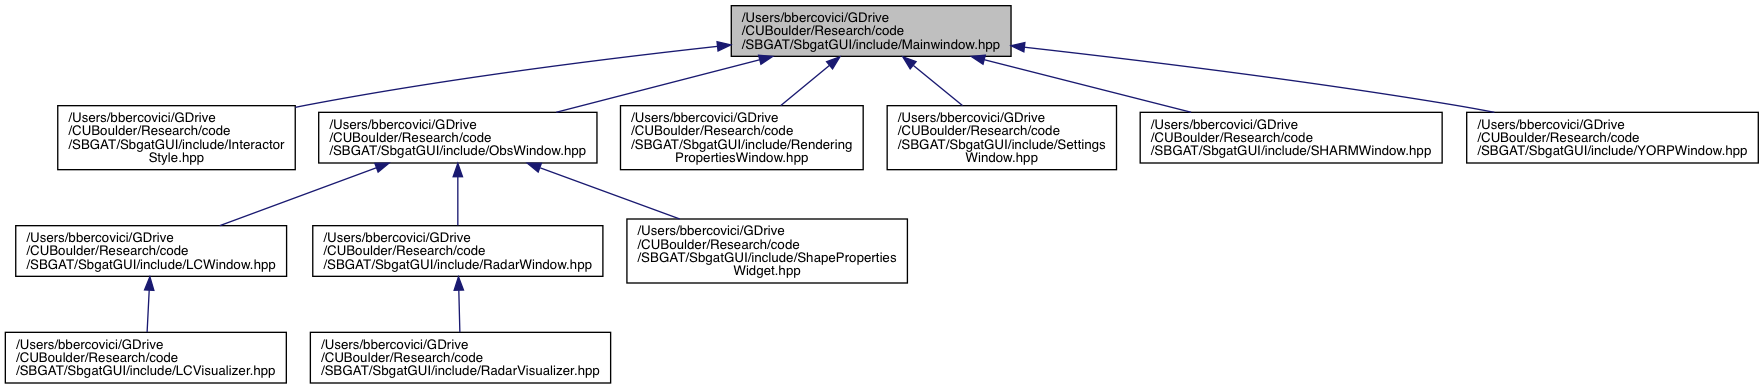 /Users/bbercovici/GDrive
/CUBoulder/Research/code
/SBGAT/SbgatGUI/include/Mainwindow.hpp
/Users/bbercovici/GDrive
/CUBoulder/Research/code
/SBGAT/SbgatGUI/include/Interactor
Style.hpp
/Users/bbercovici/GDrive
/CUBoulder/Research/code
/SBGAT/SbgatGUI/include/ObsWindow.hpp
/Users/bbercovici/GDrive
/CUBoulder/Research/code
/SBGAT/SbgatGUI/include/Rendering
PropertiesWindow.hpp
/Users/bbercovici/GDrive
/CUBoulder/Research/code
/SBGAT/SbgatGUI/include/Settings
Window.hpp
/Users/bbercovici/GDrive
/CUBoulder/Research/code
/SBGAT/SbgatGUI/include/SHARMWindow.hpp
/Users/bbercovici/GDrive
/CUBoulder/Research/code
/SBGAT/SbgatGUI/include/YORPWindow.hpp
/Users/bbercovici/GDrive
/CUBoulder/Research/code
/SBGAT/SbgatGUI/include/LCWindow.hpp
/Users/bbercovici/GDrive
/CUBoulder/Research/code
/SBGAT/SbgatGUI/include/RadarWindow.hpp
/Users/bbercovici/GDrive
/CUBoulder/Research/code
/SBGAT/SbgatGUI/include/ShapeProperties
Widget.hpp
/Users/bbercovici/GDrive
/CUBoulder/Research/code
/SBGAT/SbgatGUI/include/LCVisualizer.hpp
/Users/bbercovici/GDrive
/CUBoulder/Research/code
/SBGAT/SbgatGUI/include/RadarVisualizer.hpp